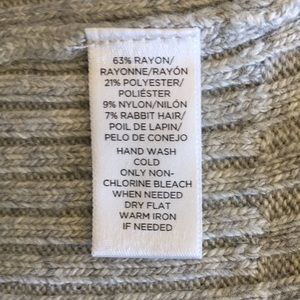 63% RAYON/
RAYONNE/RAYÓN
21% POLYESTER/
POLIÉSTER
9% NYLON/NILÓN
7% RABBIT HAIR/
POIL DE LAPIN/
PELO DE CONEJO
HAND WASH
COLD
ONLY NON-
CHLORINE BLEACH
WHEN NEEDED
DRY FLAT
WARM IRON
IF NEEDED